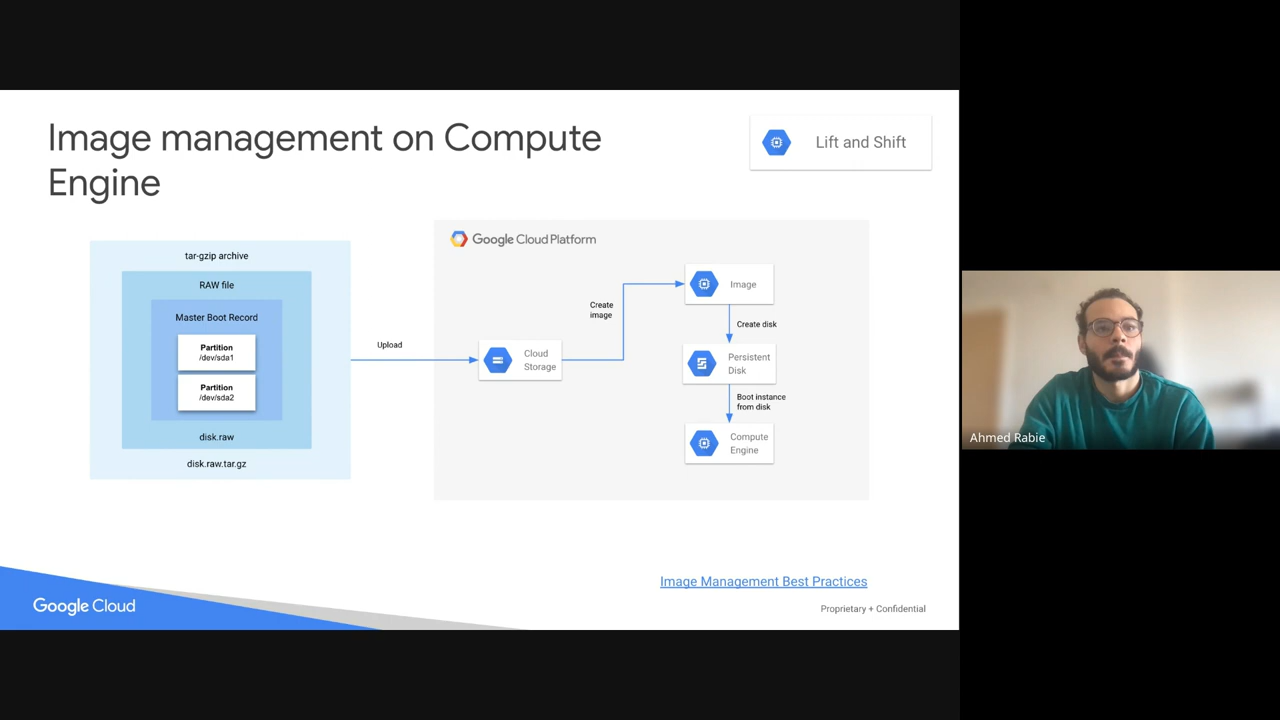 Image management on Compute
Engine
Lift and Shift
tar-gzip archive
RAW file
Master Boot Record
Partition
/dev/sda1
Partition
/dev/sda2
disk.raw
disk.raw.tar.gz
Upload
Google Cloud Platform
Cloud
Storage
Create
image
Image
Create disk
Persistent
Disk
Boot instance
from disk
Compute
Engine
Image Management Best Practices
Google Cloud
Proprietary + Confidential
Ahmed Rabie